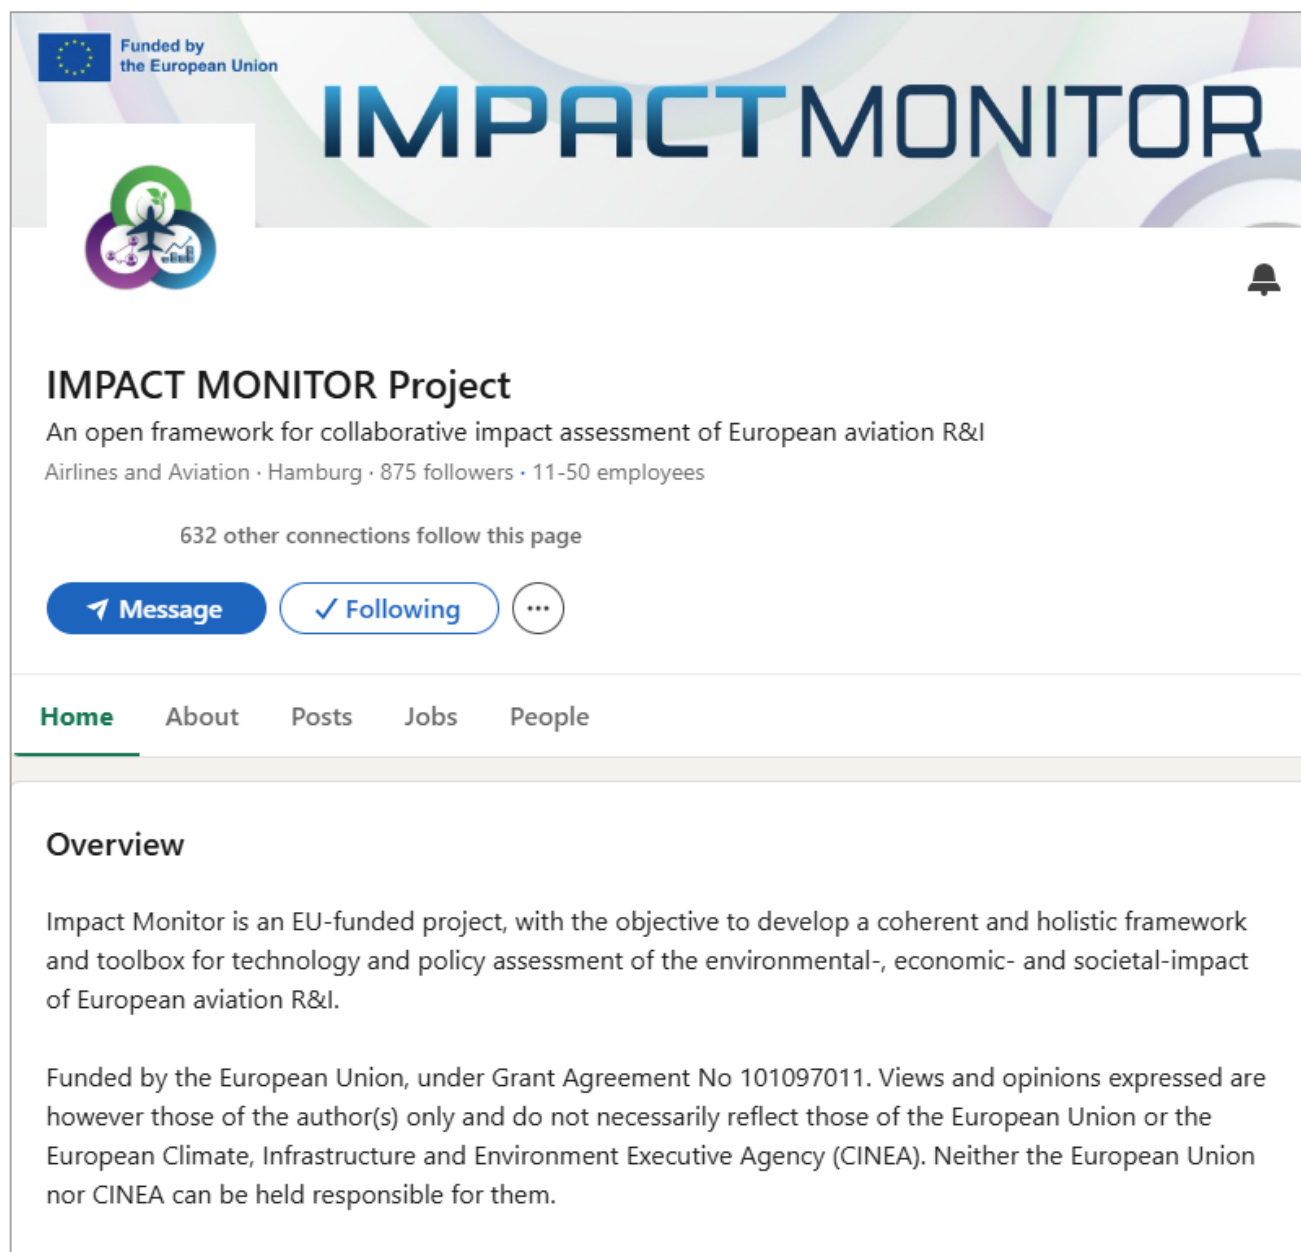 Funded by
the European Union
IMPACT MONITOR
IMPACT MONITOR Project
An open framework for collaborative impact assessment of European aviation R&I
Airlines and Aviation · Hamburg · 875 followers · 11-50 employees
632 other connections follow this page
Message
Following
Home About Posts Jobs People
Overview
Impact Monitor is an EU-funded project, with the objective to develop a coherent and holistic framework
and toolbox for technology and policy assessment of the environmental-, economic- and societal-impact
of European aviation R&I.
Funded by the European Union, under Grant Agreement No 101097011. Views and opinions expressed are
however those of the author(s) only and do not necessarily reflect those of the European Union or the
European Climate, Infrastructure and Environment Executive Agency (CINEA). Neither the European Union
nor CINEA can be held responsible for them.